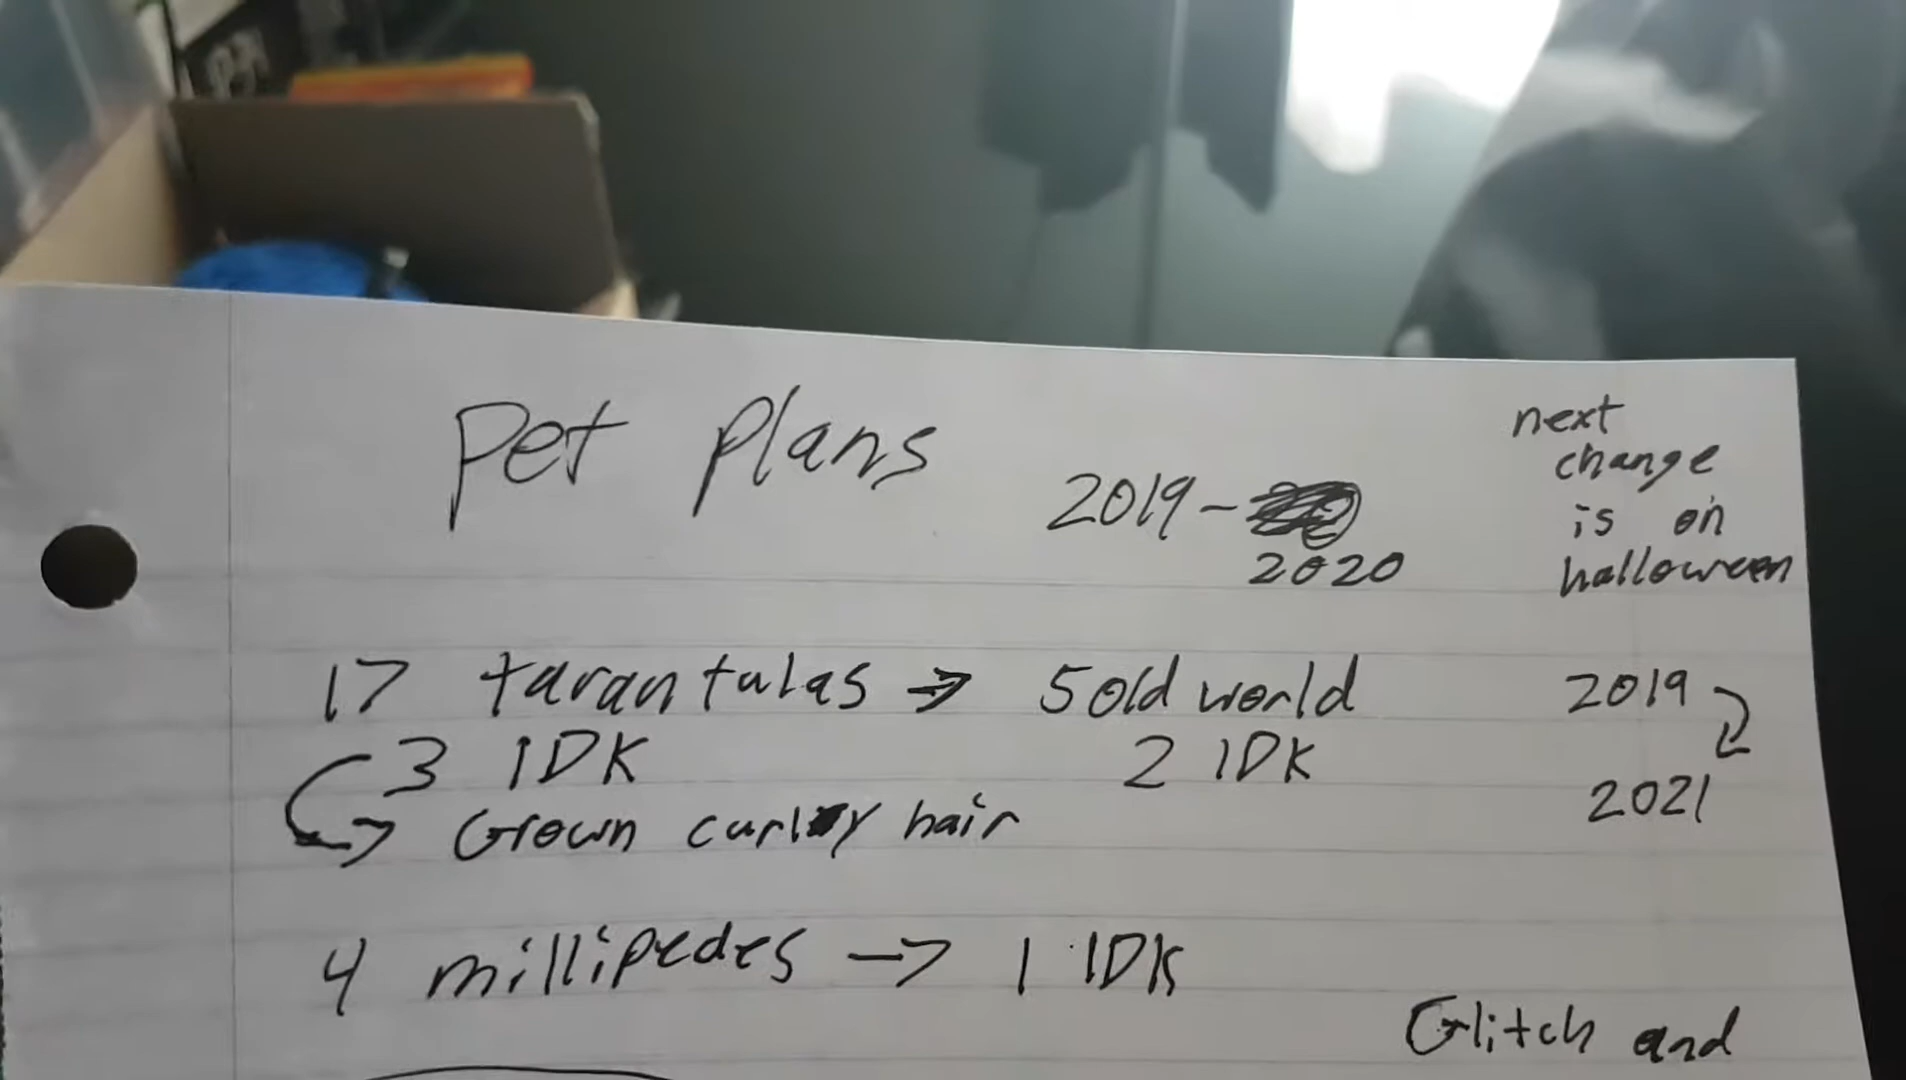 Pet plans
2019-
2020
next
change
is on
halloween
17 tarantulas → 5 old world
3 IDK
2 IDK
→ Grown curly hair
2019
2021
4 millipedes → 1 IDK
Glitch and